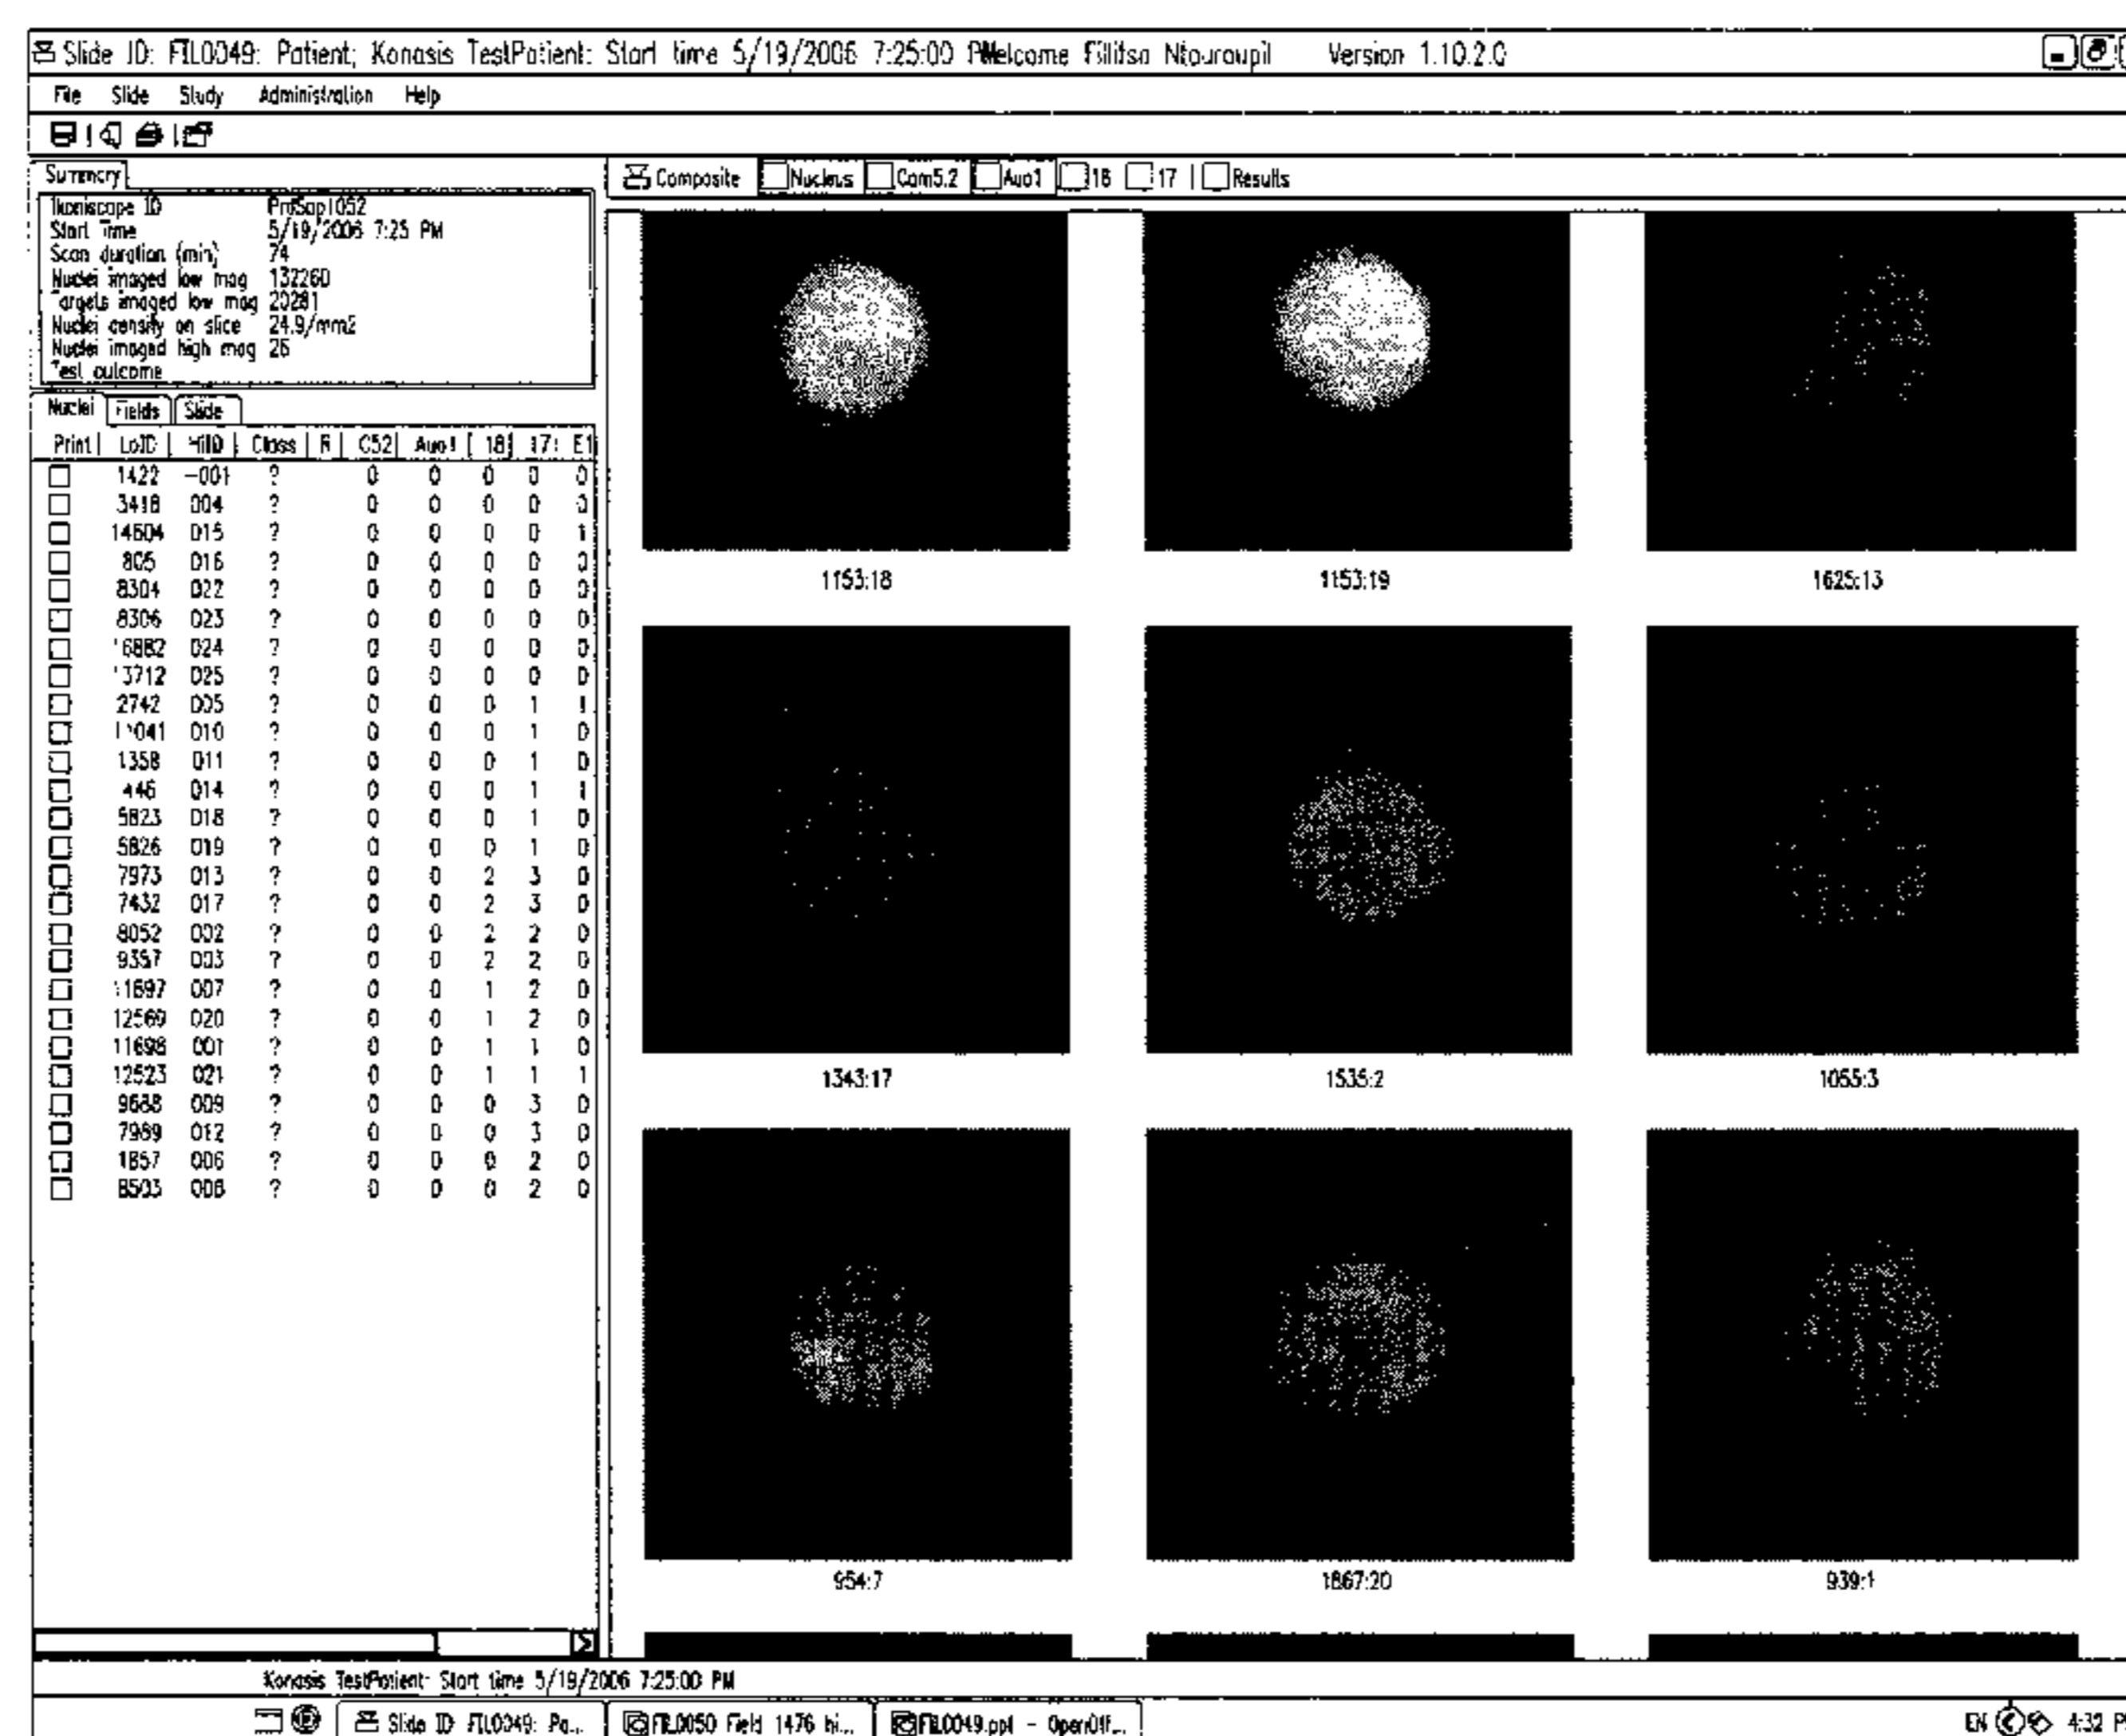 Slide ID: FIL0049: Patient; Konasis TestPatient: Start time 5/19/2006 7:25:00 PWelcome Fillitsa Ntouroupil Version 1.10.2.0
File Slide Study Administration Help
Summary
Composite Nucleus Cam5.2 Auo1 18 17 Results
Ikoniscope ID
Start Time 5/19/2006 7:25 PM
Scan duration (min) 74
Nuclei imaged low mag 132260
Targets imaged low mag 20281
Nuclei density on slice 24.9/mm2
Nuclei imaged high mag 26
Test outcome
Nuclei Fields Slide
Print LoID HiID Class R C52 Auo1 18 17 E1
1422 -001 ? 0 0 0 0 0
3418 004 ? 0 0 0 0 0
14604 015 ? 0 0 0 0 1
805 016 ? 0 0 0 0 0
8304 022 ? 0 0 0 0 0
8306 023 ? 0 0 0 0 0
16882 024 ? 0 0 0 0 0
13712 025 ? 0 0 0 0 0
2742 005 ? 0 0 0 1 1
11041 010 ? 0 0 0 1 0
1358 011 ? 0 0 0 1 0
446 014 ? 0 0 0 1 1
5823 018 ? 0 0 0 1 0
5826 019 ? 0 0 0 1 0
7973 013 ? 0 0 2 3 0
7432 017 ? 0 0 2 3 0
8052 002 ? 0 0 2 2 0
9357 003 ? 0 0 2 2 0
11697 007 ? 0 0 1 2 0
12569 020 ? 0 0 1 2 0
11698 001 ? 0 0 1 1 0
12523 021 ? 0 0 1 1 1
9688 009 ? 0 0 0 3 0
7989 012 ? 0 0 0 3 0
1857 006 ? 0 0 0 2 0
8503 008 ? 0 0 0 2 0
1153:18 1153:19 1625:13
1343:17 1535:2 1055:3
954:7 1867:20 939:1
Konasis TestPatient: Start time 5/19/2006 7:25:00 PM
Slide ID FIL0049: Pa... FIL0050 Field 1476 hi... FIL0049.ppt - OpenOff... EN 4:32 P